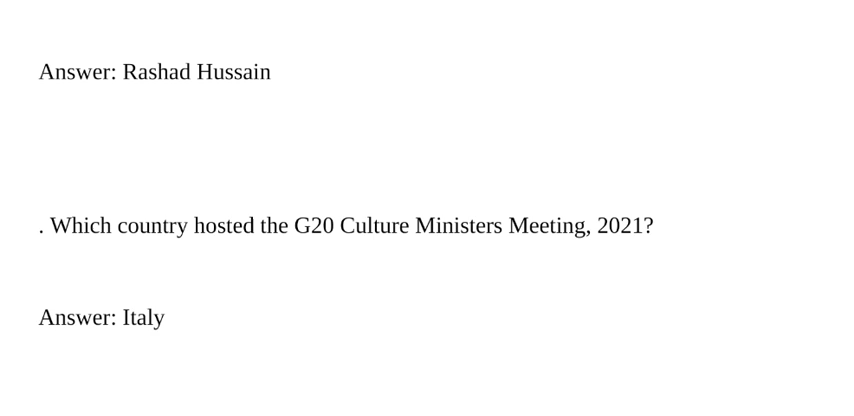 Answer: Rashad Hussain
. Which country hosted the G20 Culture Ministers Meeting, 2021?
Answer: Italy